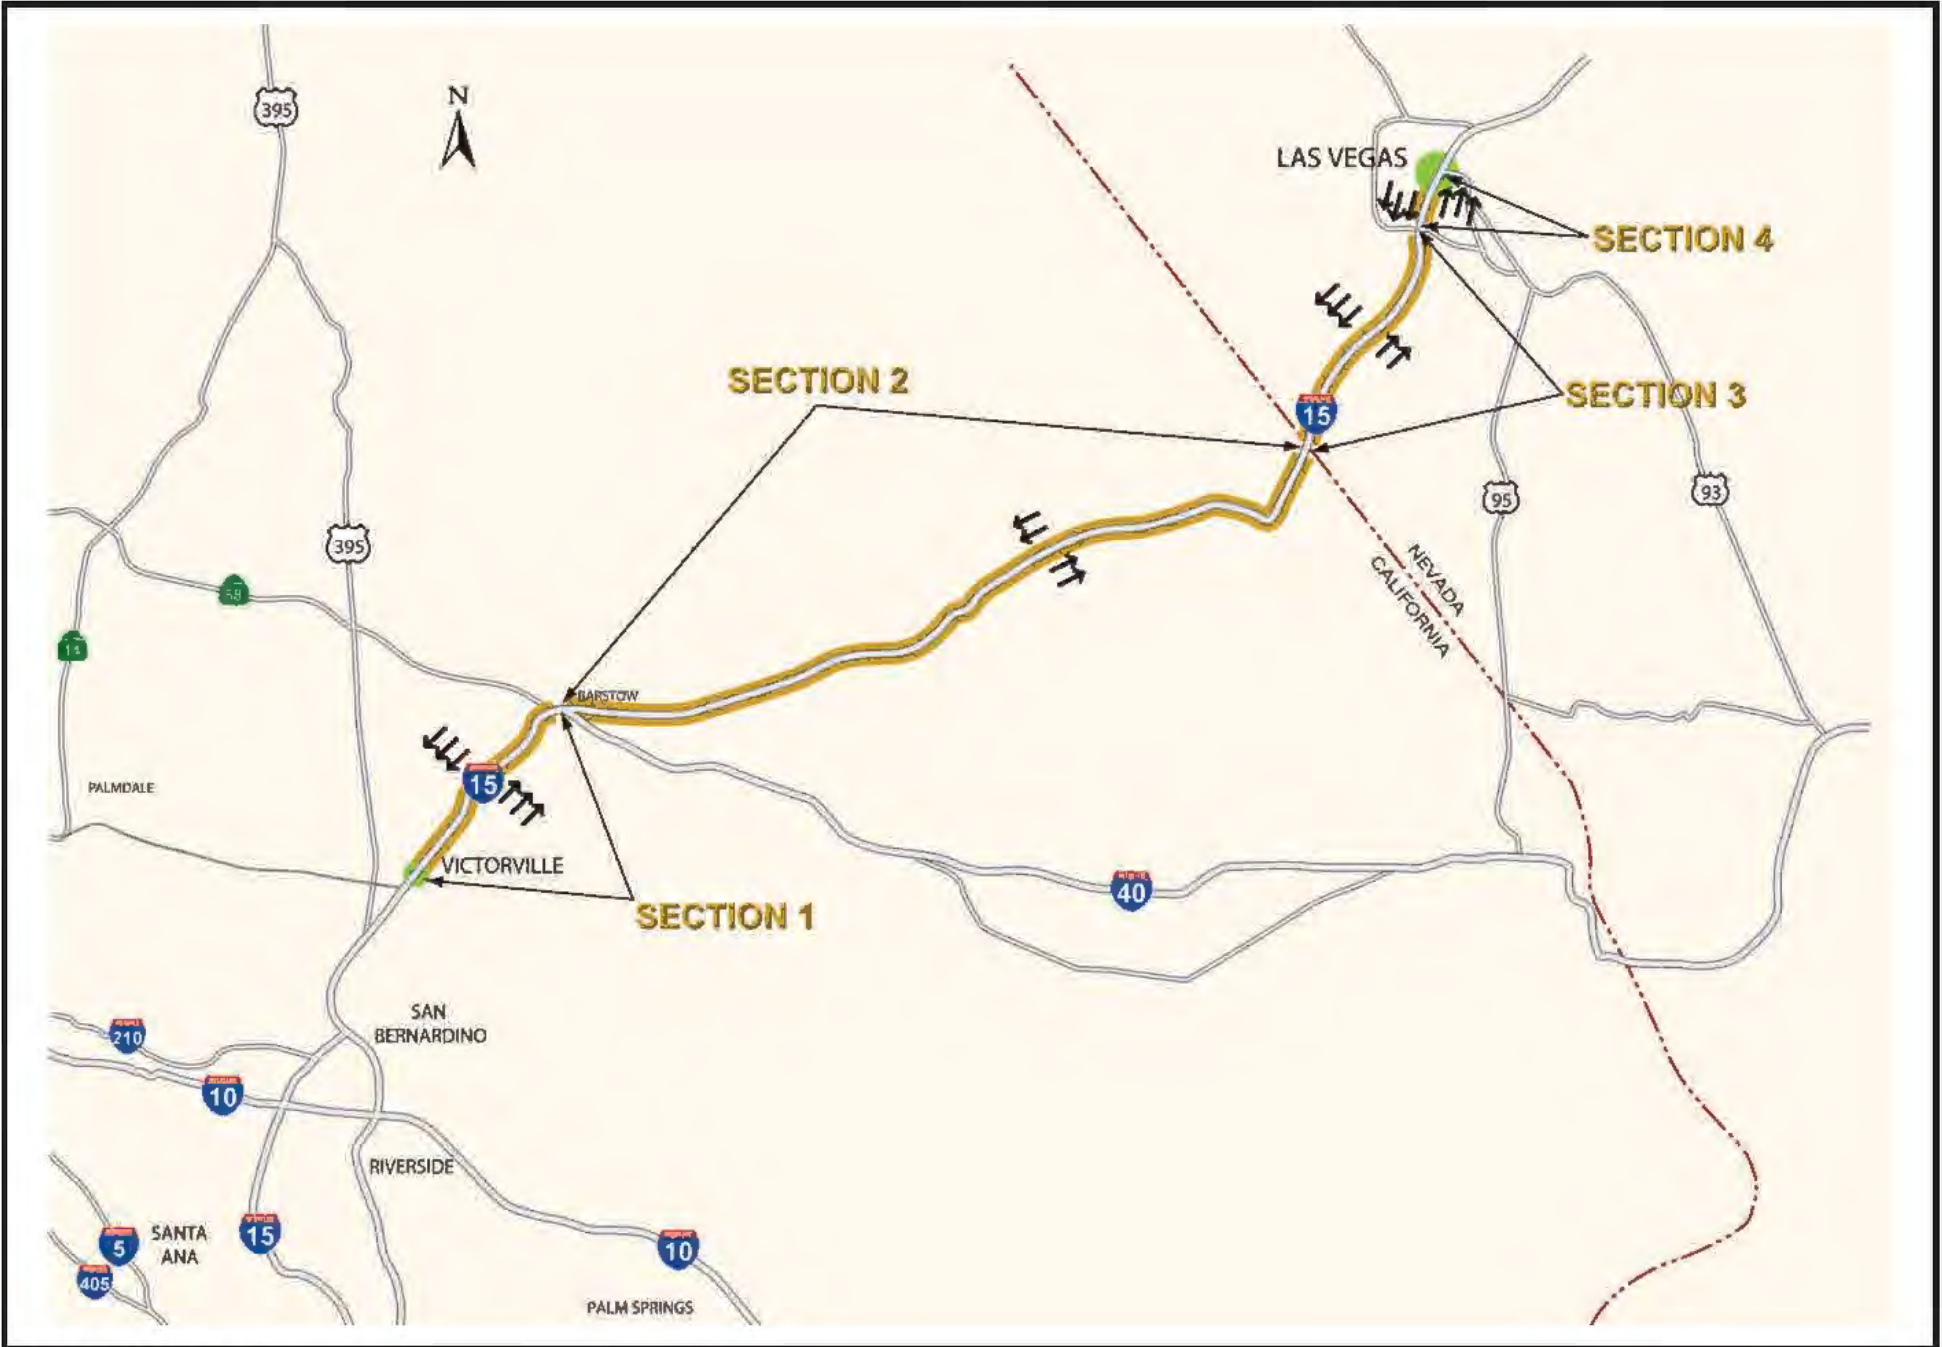 395
N
LAS VEGAS
SECTION 4
SECTION 2
15
SECTION 3
95
93
395
NEVADA
CALIFORNIA
58
14
BARSTOW
15
PALMDALE
VICTORVILLE
40
SECTION 1
SAN
BERNARDINO
210
10
RIVERSIDE
SANTA
ANA
5
15
10
405
PALM SPRINGS